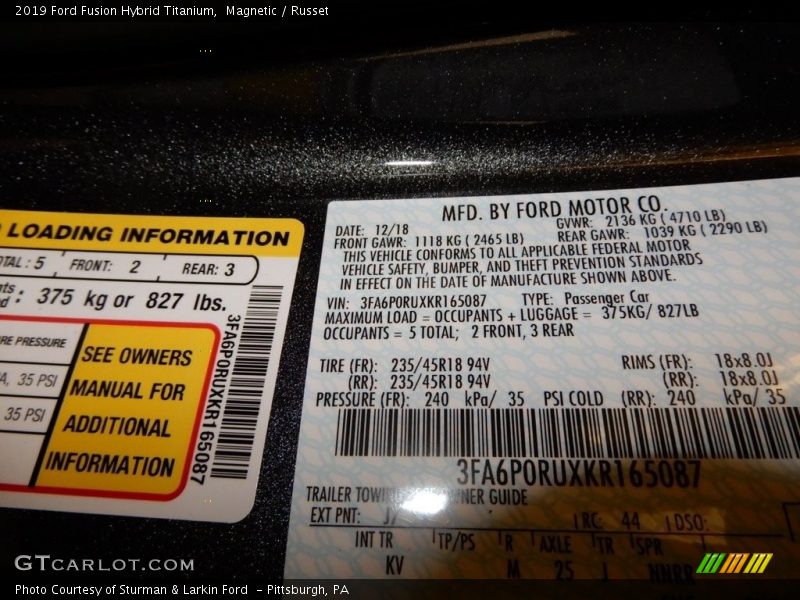 2019 Ford Fusion Hybrid Titanium,  Magnetic / Russet
LOADING INFORMATION
OTAL : 5 FRONT: 2 REAR: 3
375 kg or 827 lbs.
RE PRESSURE
35 PSI
35 PSI
SEE OWNERS
MANUAL FOR
ADDITIONAL
INFORMATION
3FA6P0RUXKR165087
MFD. BY FORD MOTOR CO.
DATE: 12/18 GVWR: 2136 KG ( 4710 LB)
FRONT GAWR: 1118 KG ( 2465 LB) REAR GAWR: 1039 KG ( 2290 LB)
THIS VEHICLE CONFORMS TO ALL APPLICABLE FEDERAL MOTOR
VEHICLE SAFETY, BUMPER, AND THEFT PREVENTION STANDARDS
IN EFFECT ON THE DATE OF MANUFACTURE SHOWN ABOVE.
VIN: 3FA6P0RUXKR165087 TYPE: Passenger Car
MAXIMUM LOAD = OCCUPANTS + LUGGAGE = 375KG/ 827LB
OCCUPANTS = 5 TOTAL; 2 FRONT, 3 REAR
TIRE (FR): 235/45R18 94V RIMS (FR): 18x8.0J
(RR): 235/45R18 94V (RR): 18x8.0J
PRESSURE (FR): 240 kPa/ 35 PSI COLD (RR): 240 kPa/ 35
3FA6P0RUXKR165087
TRAILER TOWING OWNER GUIDE
EXT PNT: RC: 44 DSO:
INT TR TP/PS R AXLE TR SPR
KV M 25 J
GTCARLOT.COM
Photo Courtesy of Sturman & Larkin Ford  - Pittsburgh, PA